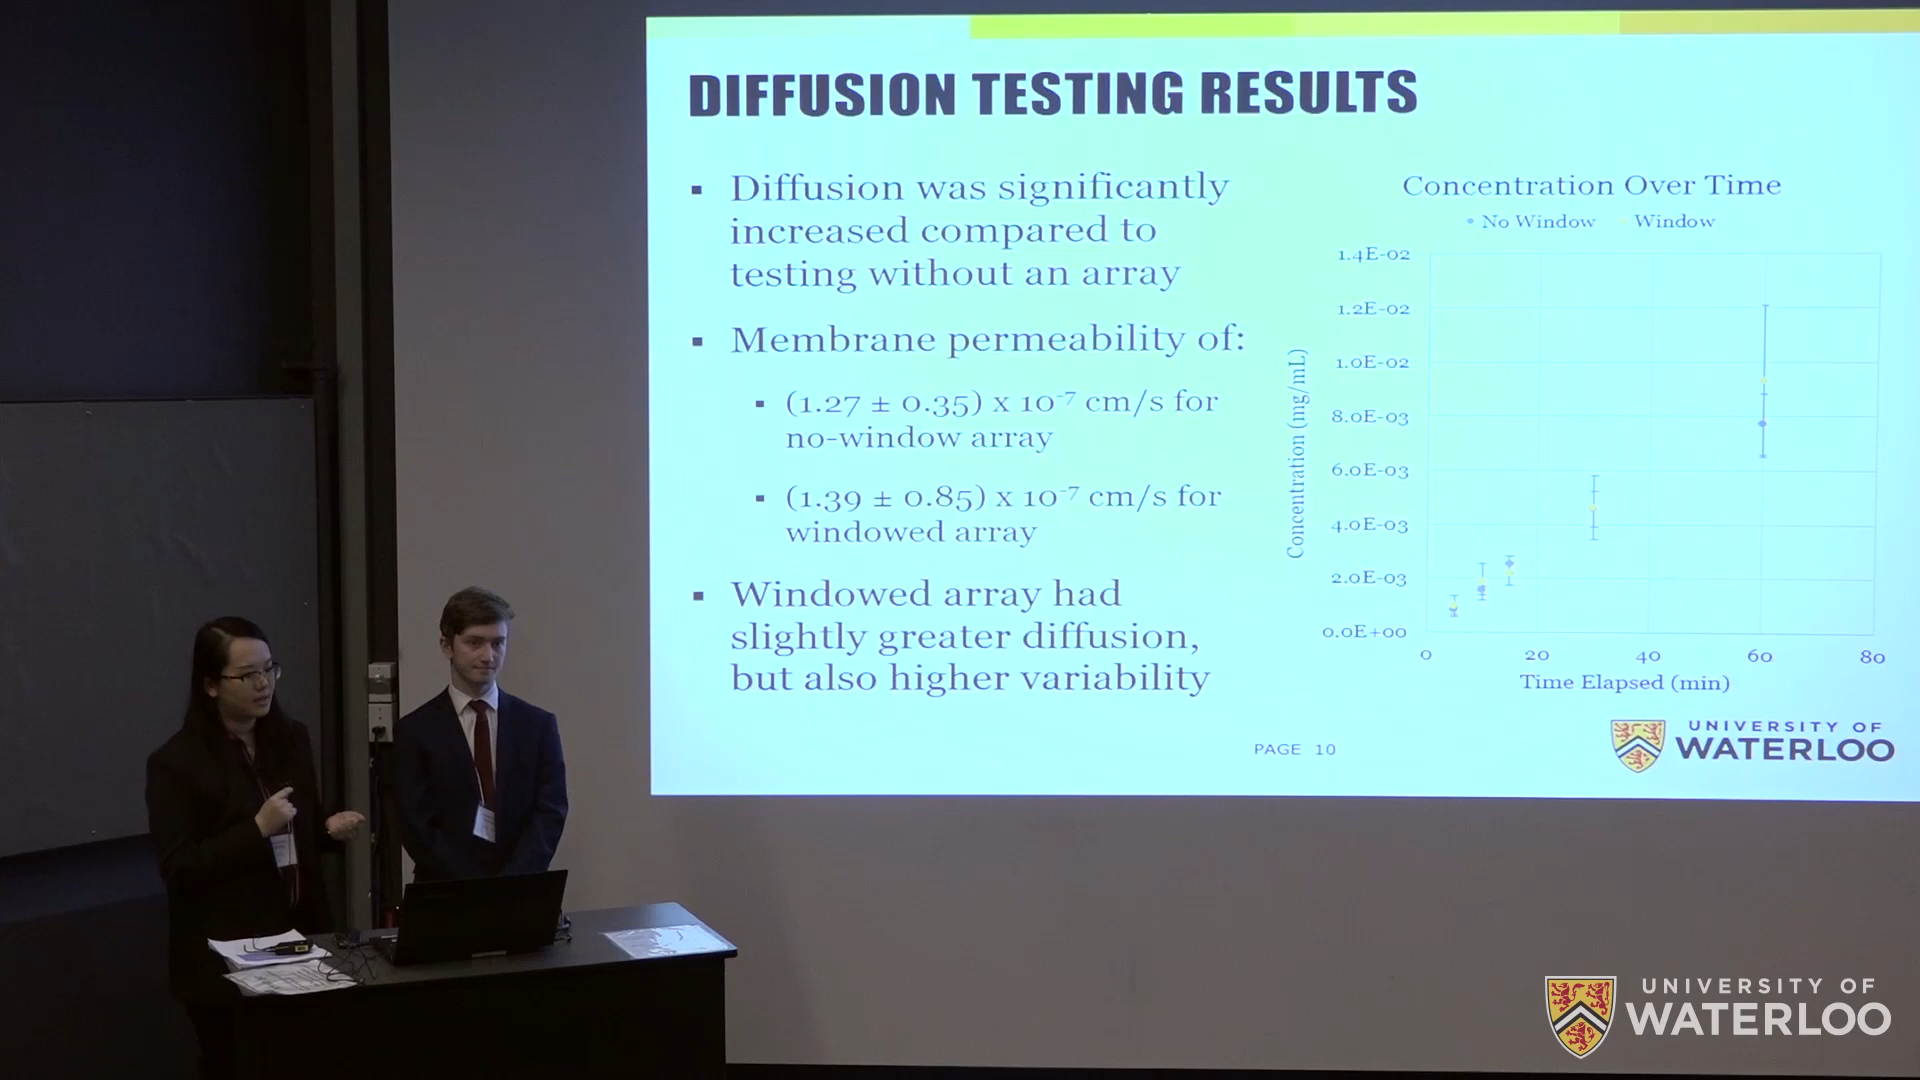 DIFFUSION TESTING RESULTS
▪ Diffusion was significantly
increased compared to
testing without an array
▪ Membrane permeability of:
▪ (1.27 ± 0.35) x 10⁻⁷ cm/s for
no-window array
▪ (1.39 ± 0.85) x 10⁻⁷ cm/s for
windowed array
▪ Windowed array had
slightly greater diffusion,
but also higher variability
Concentration Over Time
No Window Window
Concentration (mg/mL)
1.4E-02
1.2E-02
1.0E-02
8.0E-03
6.0E-03
4.0E-03
2.0E-03
0.0E+00
0 20 40 60 80
Time Elapsed (min)
PAGE 10
UNIVERSITY OF
WATERLOO
UNIVERSITY OF
WATERLOO